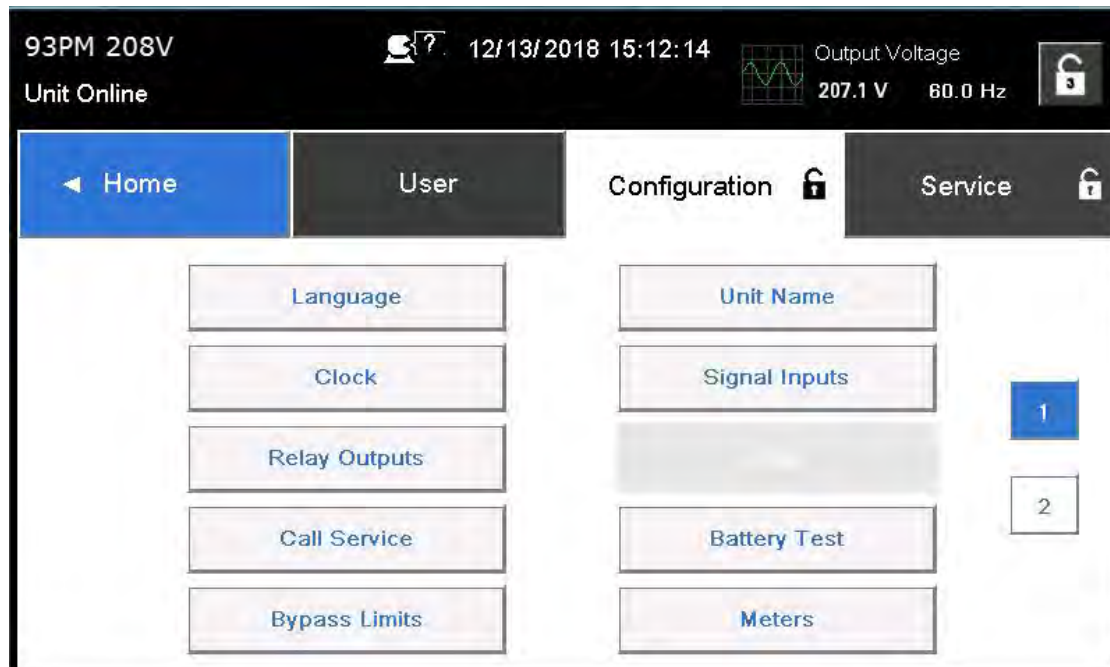 93PM 208V
Unit Online
?
12/13/2018 15:12:14
Output Voltage
207.1 V 60.0 Hz
3
◄ Home
User
Configuration
Service
Language
Unit Name
Clock
Signal Inputs
1
Relay Outputs
2
Call Service
Battery Test
Bypass Limits
Meters